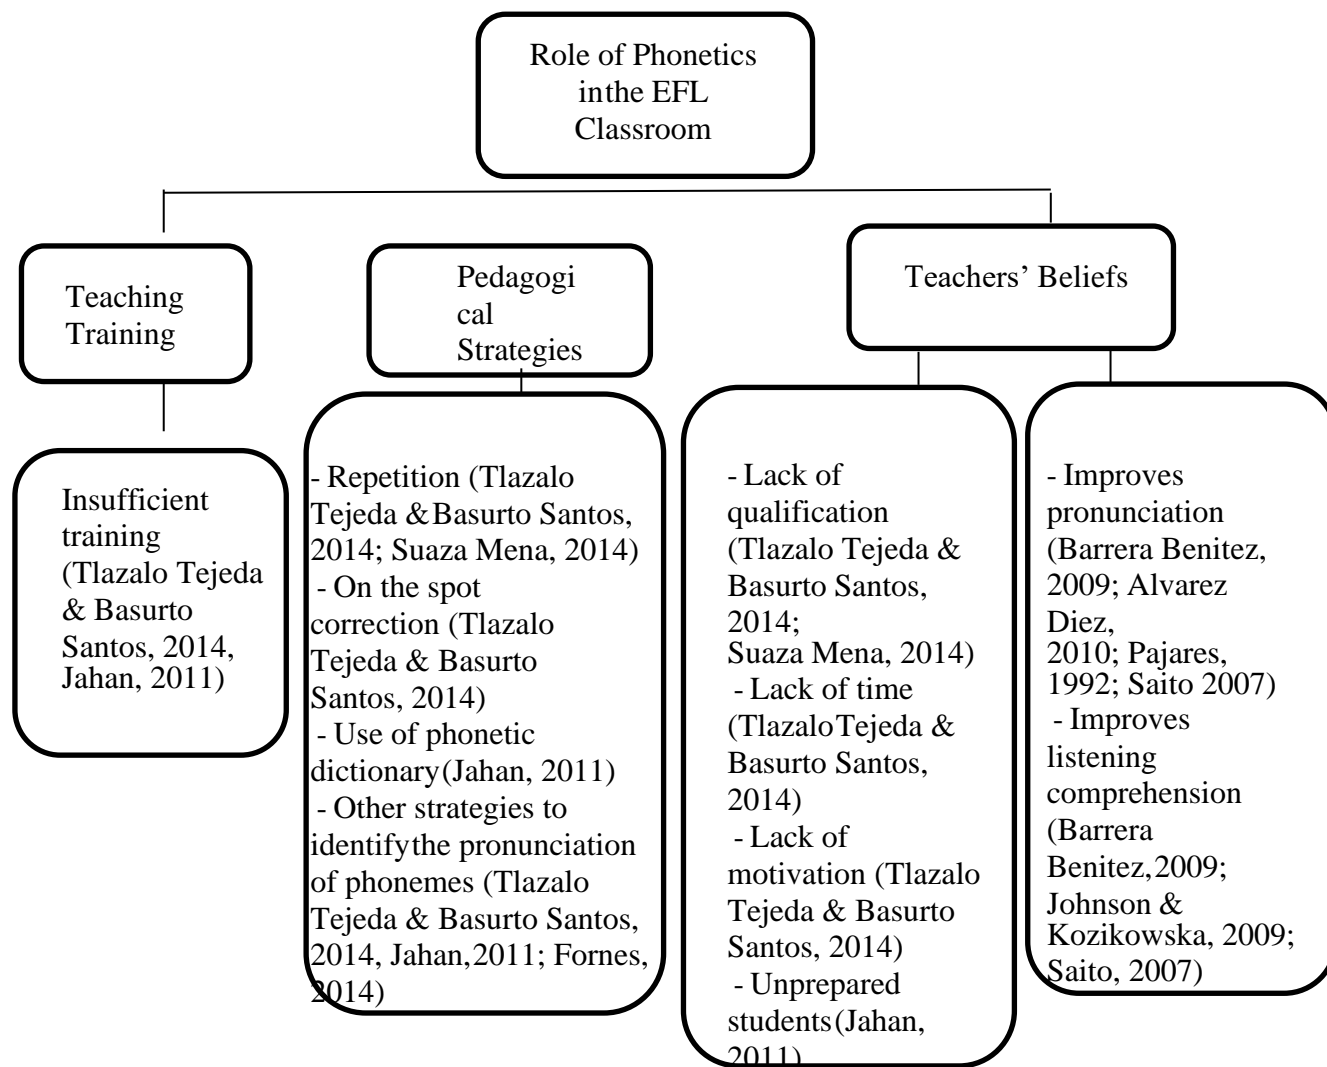 Role of Phonetics
inthe EFL
Classroom
Teaching
Training
Pedagogi
cal
Strategies
Teachers’ Beliefs
Insufficient
training
(Tlazalo Tejeda
& Basurto
Santos, 2014,
Jahan, 2011)
- Repetition (Tlazalo
Tejeda &Basurto Santos,
2014; Suaza Mena, 2014)
- On the spot
correction (Tlazalo
Tejeda & Basurto
Santos, 2014)
- Use of phonetic
dictionary(Jahan, 2011)
- Other strategies to
identifythe pronunciation
of phonemes (Tlazalo
Tejeda & Basurto Santos,
2014, Jahan,2011; Fornes,
2014)
- Lack of
qualification
(Tlazalo Tejeda &
Basurto Santos,
2014;
Suaza Mena, 2014)
- Lack of time
(TlazaloTejeda &
Basurto Santos,
2014)
- Lack of
motivation (Tlazalo
Tejeda & Basurto
Santos, 2014)
- Unprepared
students(Jahan,
2011)
- Improves
pronunciation
(Barrera Benitez,
2009; Alvarez
Diez,
2010; Pajares,
1992; Saito 2007)
- Improves
listening
comprehension
(Barrera
Benitez,2009;
Johnson &
Kozikowska, 2009;
Saito, 2007)